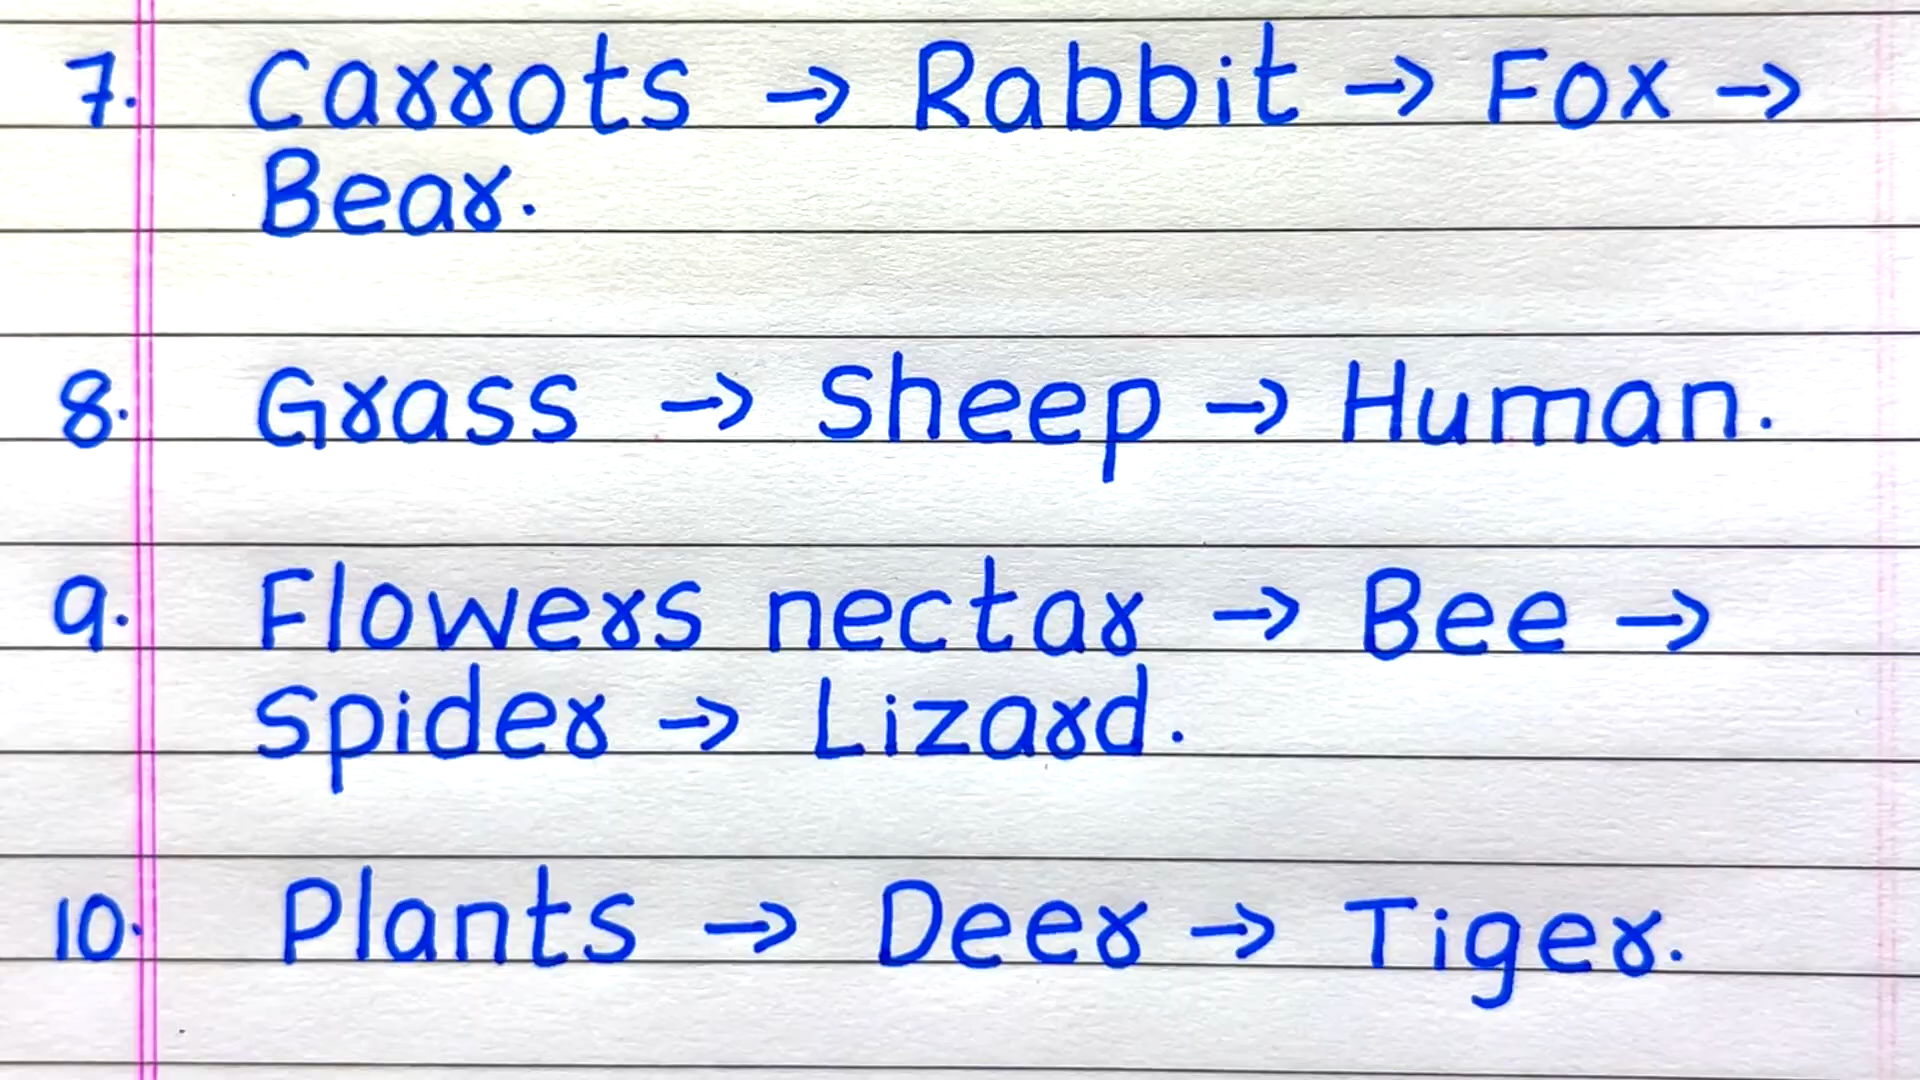 7. Carrots → Rabbit → Fox →
Bear.
8. Grass → Sheep → Human.
9. Flowers nectar → Bee →
Spider → Lizard.
10. Plants → Deer → Tiger.